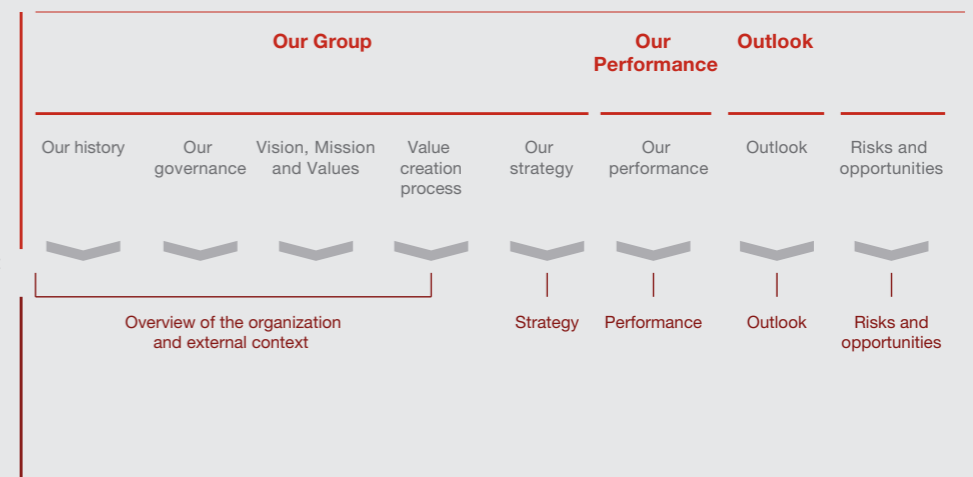 Our Group
Our
Performance
Outlook
Our history
Our
governance
Vision, Mission
and Values
Value
creation
process
Our
strategy
Our
performance
Outlook
Risks and
opportunities
Overview of the organization
and external context
Strategy
Performance
Outlook
Risks and
opportunities